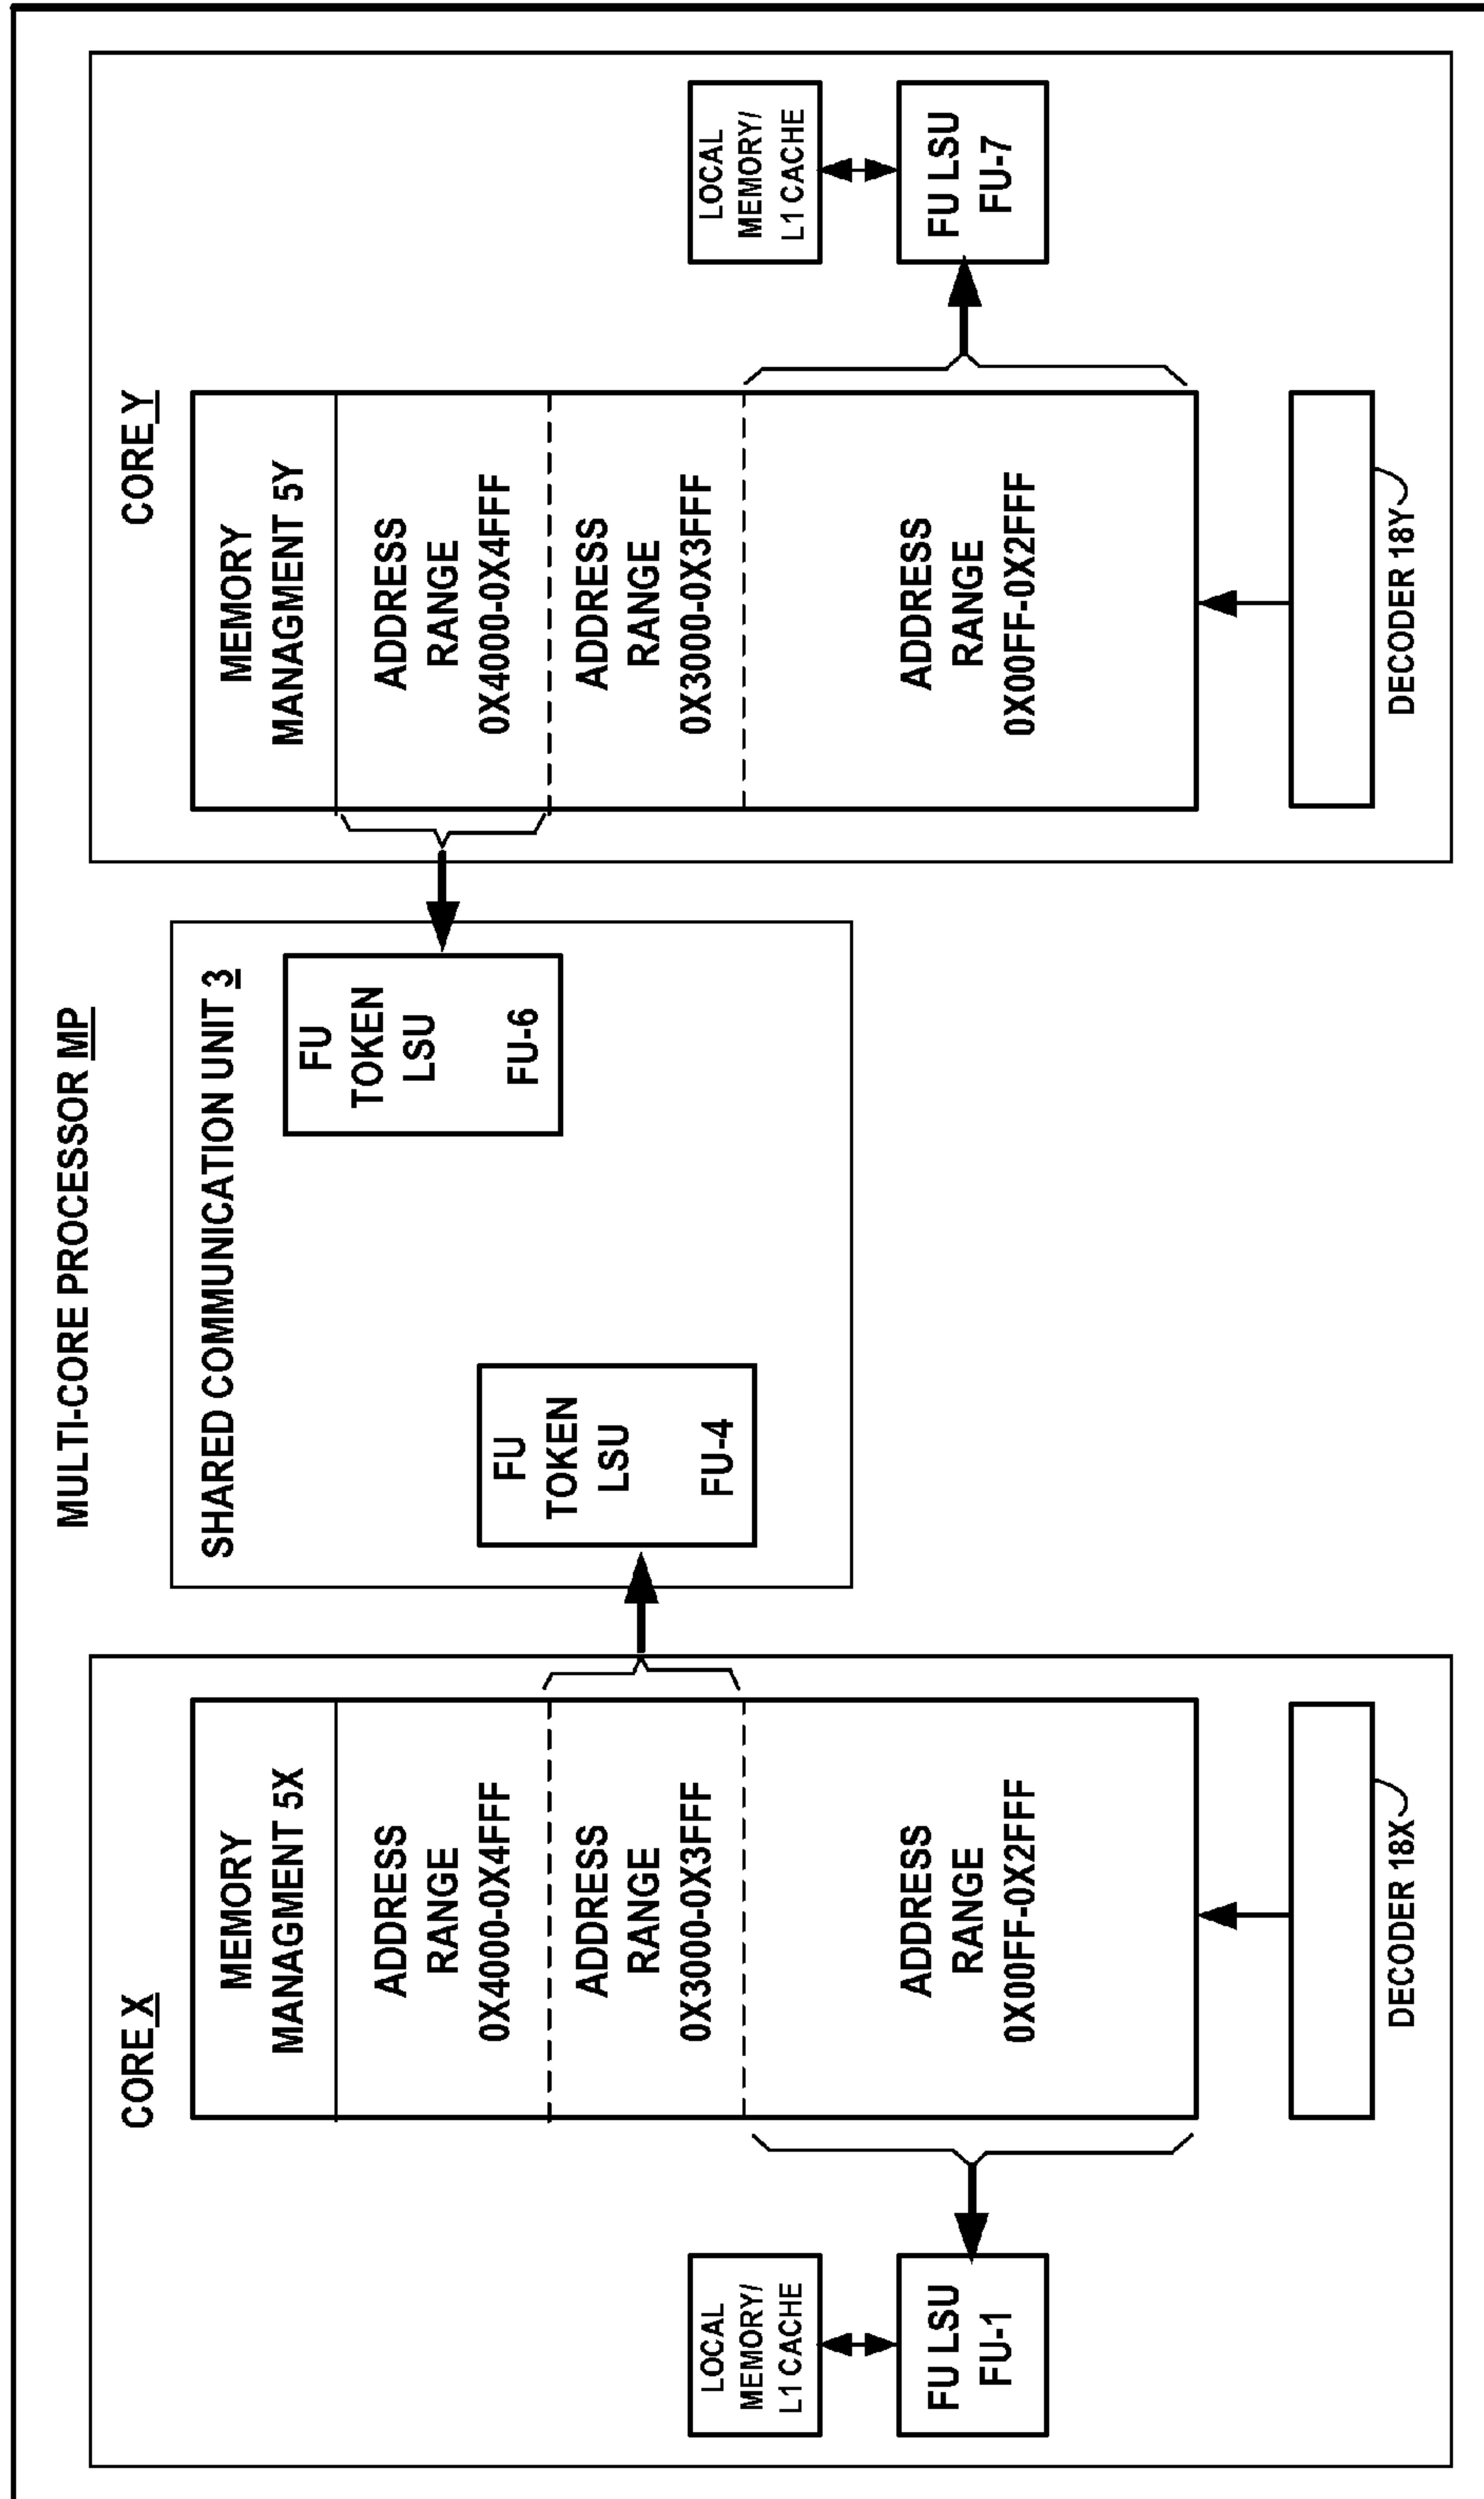 MULTI-CORE PROCESSOR MP
CORE X
MEMORY
MANAGMENT 5X
ADDRESS
RANGE
0X4000-0X4FFF
ADDRESS
RANGE
0X3000-0X3FFF
ADDRESS
RANGE
0X00FF-0X2FFF
LOCAL
MEMORY/
L1 CACHE
FU LSU
FU-1
DECODER 18X
SHARED COMMUNICATION UNIT 3
FU
TOKEN
LSU
FU-4
FU
TOKEN
LSU
FU-6
CORE Y
MEMORY
MANAGMENT 5Y
ADDRESS
RANGE
0X4000-0X4FFF
ADDRESS
RANGE
0X3000-0X3FFF
ADDRESS
RANGE
0X00FF-0X2FFF
LOCAL
MEMORY/
L1 CACHE
FU LSU
FU-7
DECODER 18Y